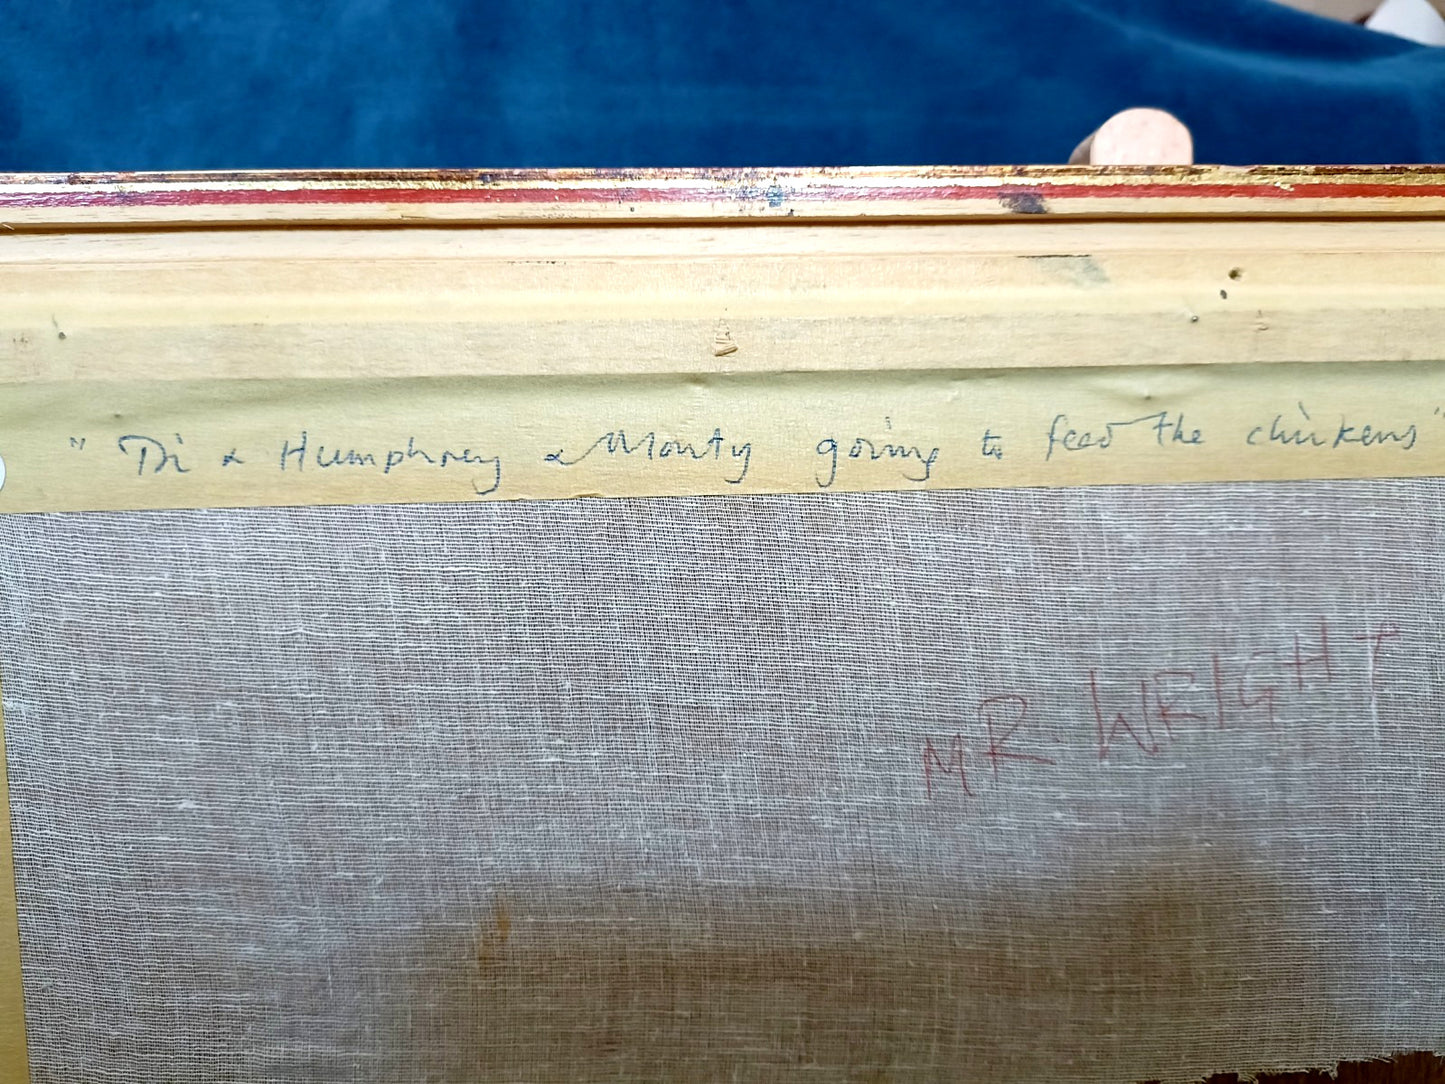 "Di & Humphrey & Monty going to feed the chickens"
MR. WRIGHT